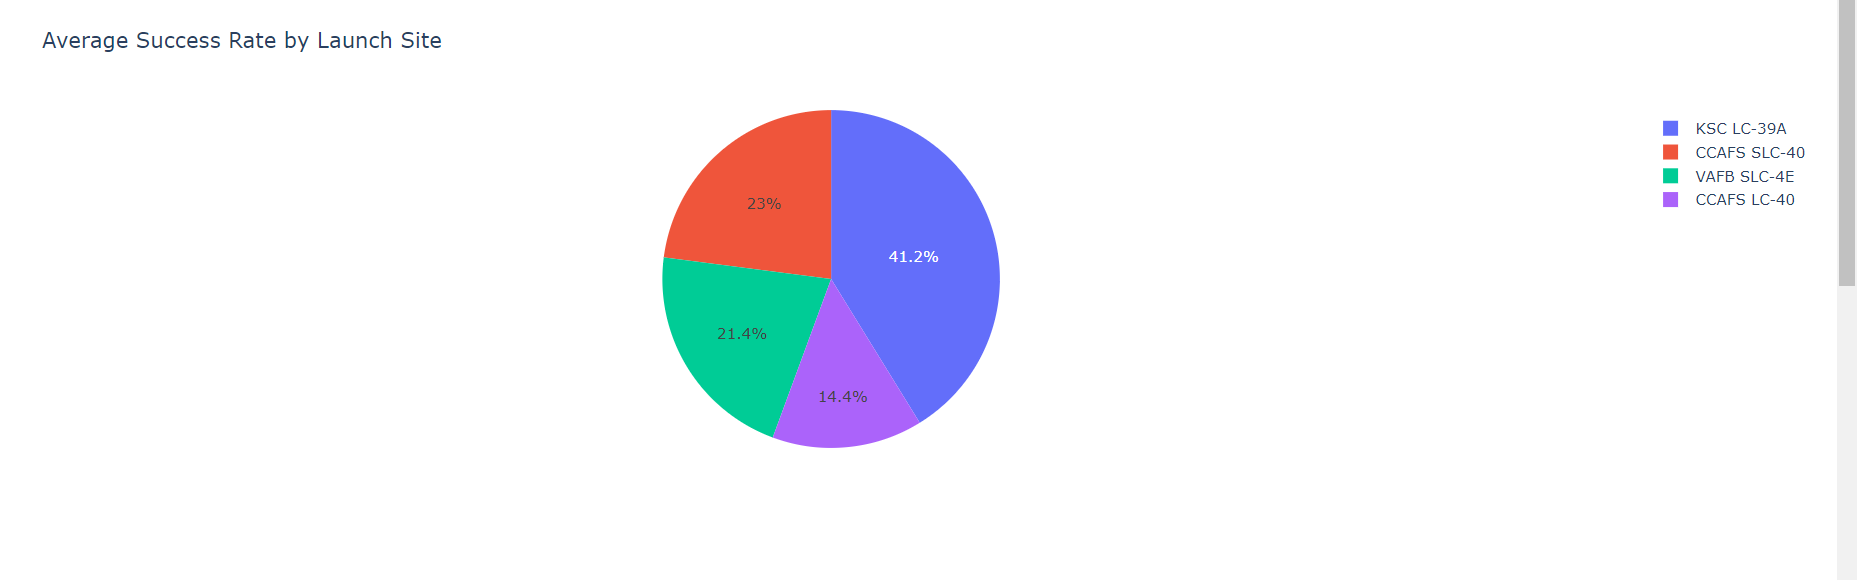 Average Success Rate by Launch Site
KSC LC-39A
CCAFS SLC-40
VAFB SLC-4E
CCAFS LC-40
23%
41.2%
21.4%
14.4%